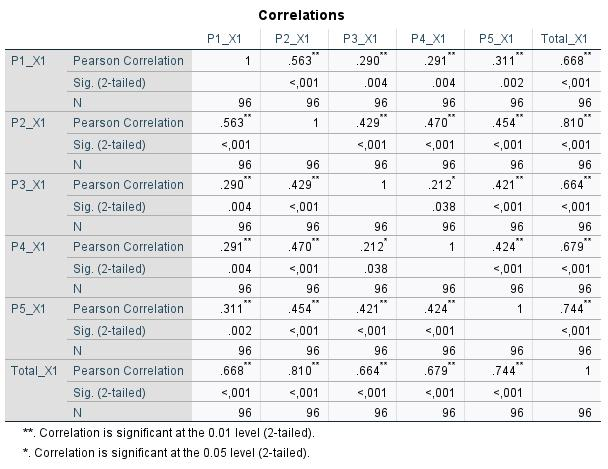 Correlations
P1_X1 P2_X1 P3_X1 P4_X1 P5_X1 Total_X1
P1_X1 Pearson Correlation 1 .563** .290** .291** .311** .668**
Sig. (2-tailed) <,001 .004 .004 .002 <,001
N 96 96 96 96 96 96
P2_X1 Pearson Correlation .563** 1 .429** .470** .454** .810**
Sig. (2-tailed) <,001 <,001 <,001 <,001 <,001
N 96 96 96 96 96 96
P3_X1 Pearson Correlation .290** .429** 1 .212* .421** .664**
Sig. (2-tailed) .004 <,001 .038 <,001 <,001
N 96 96 96 96 96 96
P4_X1 Pearson Correlation .291** .470** .212* 1 .424** .679**
Sig. (2-tailed) .004 <,001 .038 <,001 <,001
N 96 96 96 96 96 96
P5_X1 Pearson Correlation .311** .454** .421** .424** 1 .744**
Sig. (2-tailed) .002 <,001 <,001 <,001 <,001
N 96 96 96 96 96 96
Total_X1 Pearson Correlation .668** .810** .664** .679** .744** 1
Sig. (2-tailed) <,001 <,001 <,001 <,001 <,001
N 96 96 96 96 96 96
**. Correlation is significant at the 0.01 level (2-tailed).
*. Correlation is significant at the 0.05 level (2-tailed).